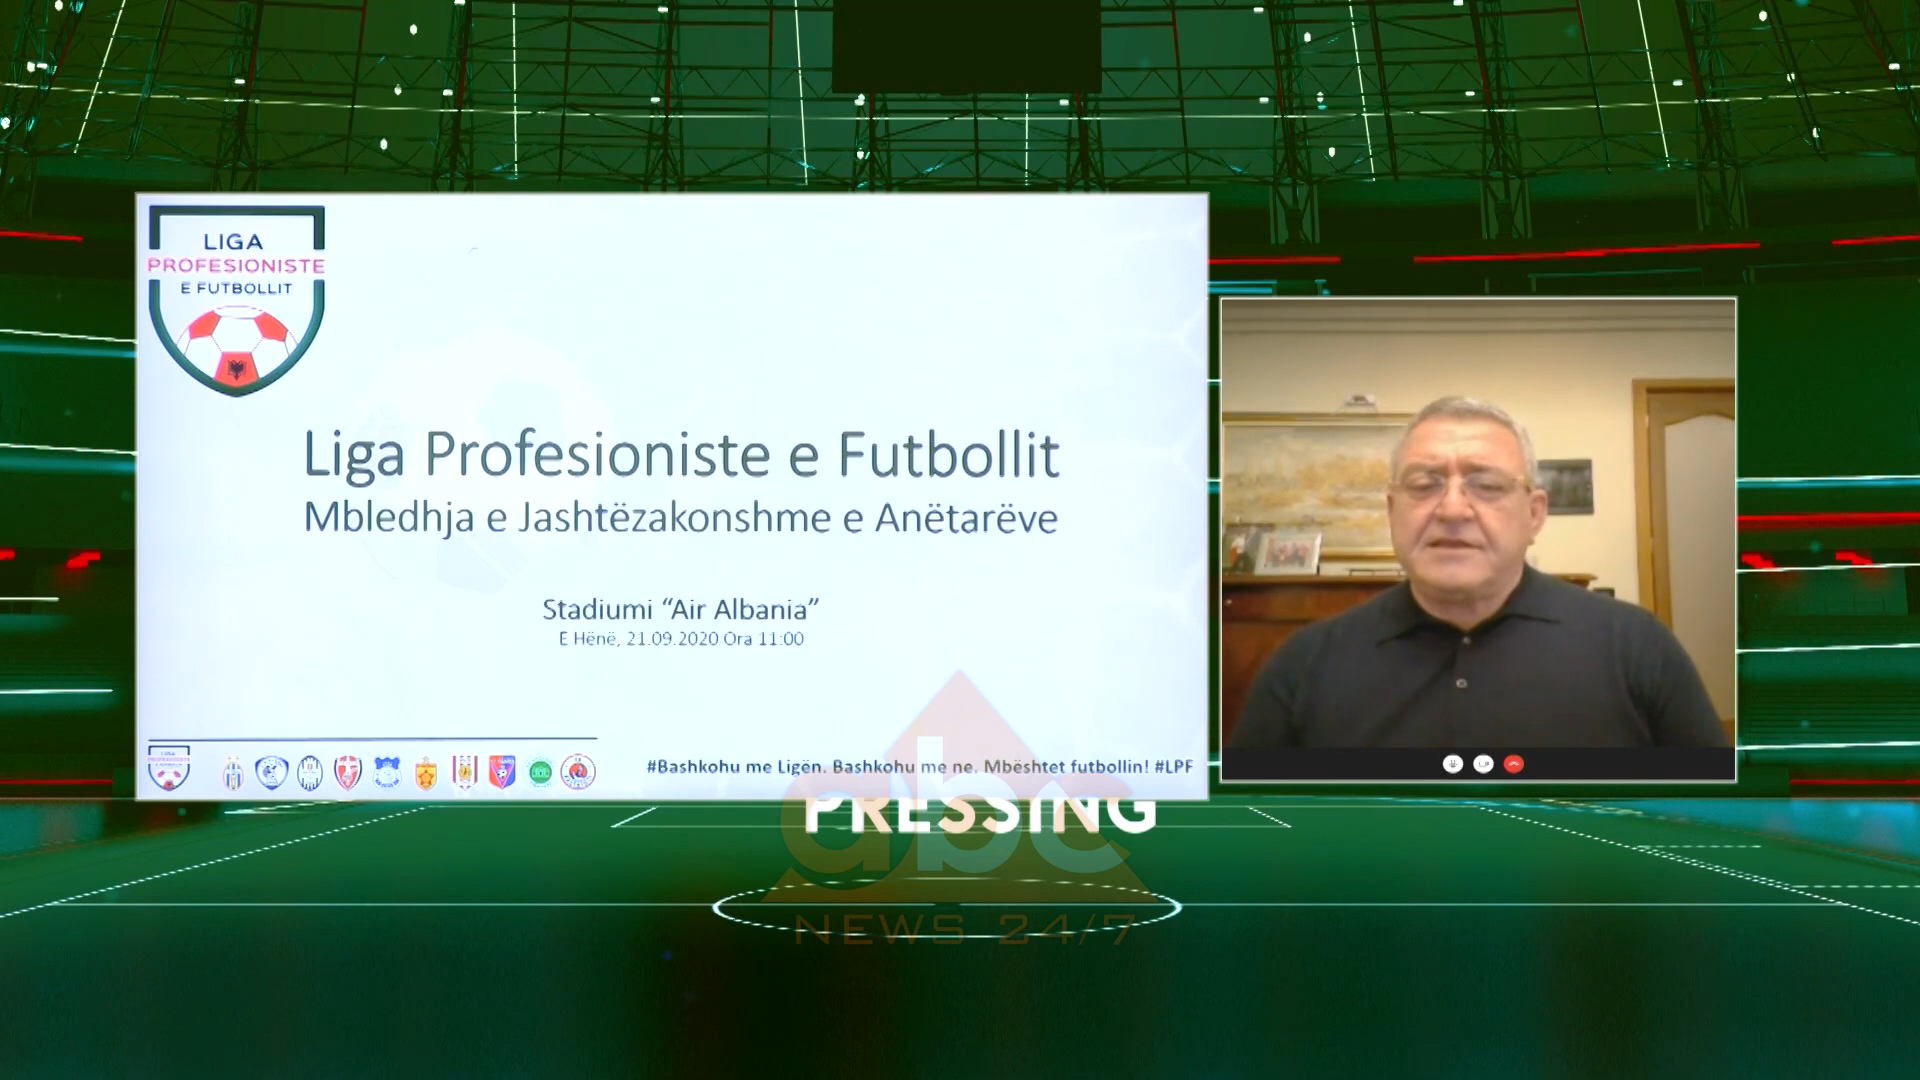 LIGA
PROFESIONISTE
E FUTBOLLIT
Liga Profesioniste e Futbollit
Mbledhja e Jashtëzakonshme e Anëtarëve
Stadiumi “Air Albania”
E Hënë, 21.09.2020 Ora 11:00
#Bashkohu me Ligën. Bashkohu me ne. Mbështet futbollin! #LPF
PRESSING
abc
NEWS 24/7